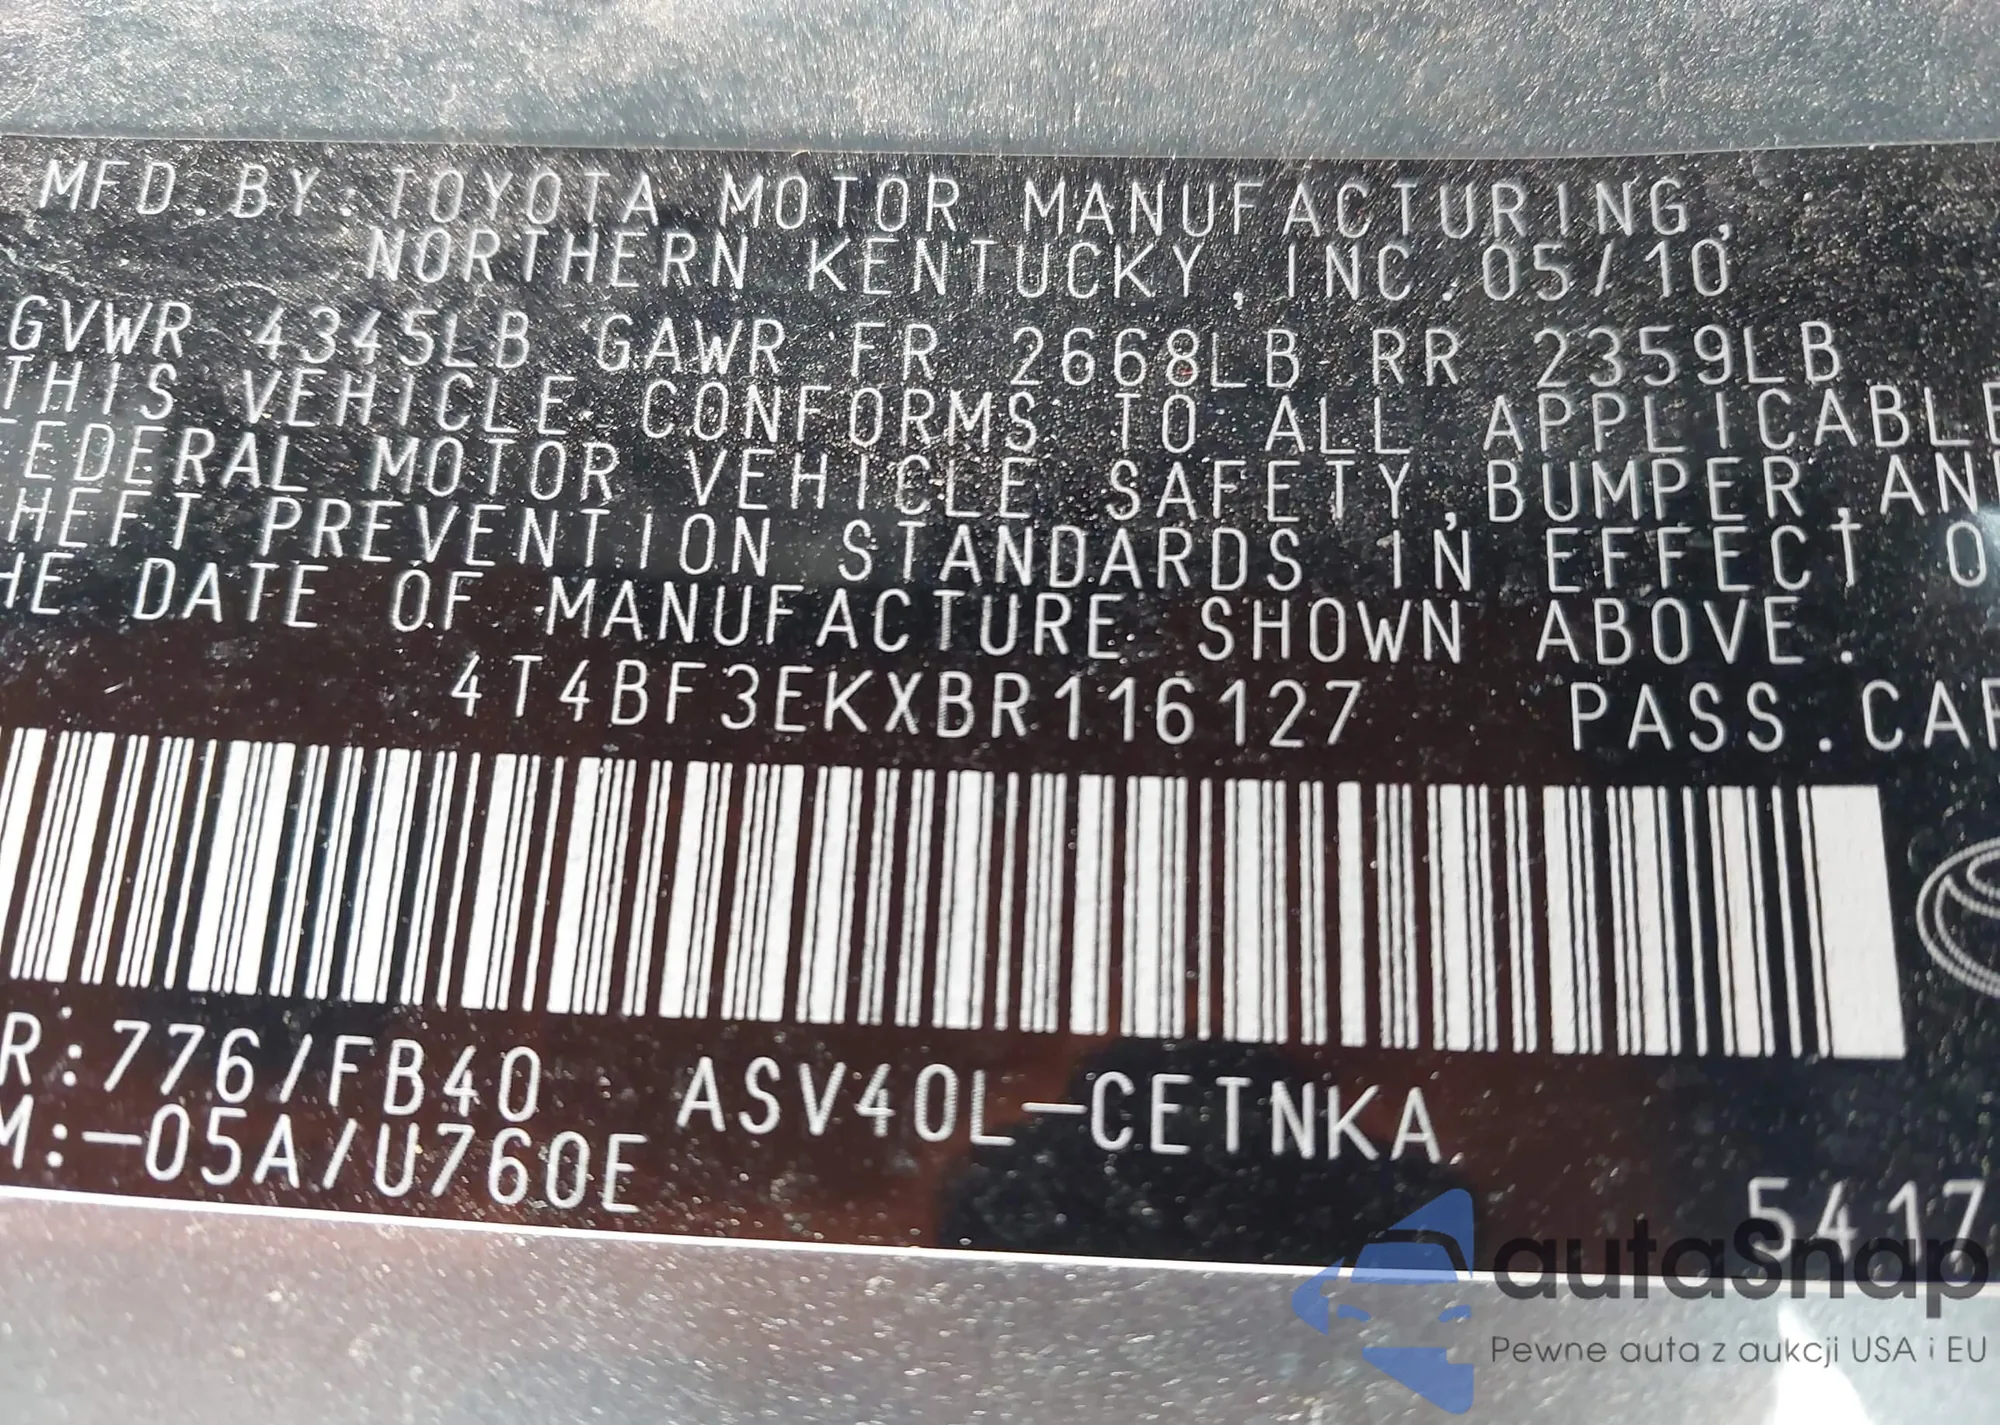 MFD.BY:TOYOTA MOTOR MANUFACTURING,
NORTHERN KENTUCKY,INC.05/10
GVWR 4345LB GAWR FR 2668LB RR 2359LB
THIS VEHICLE CONFORMS TO ALL APPLICABLE
EDERAL MOTOR VEHICLE SAFETY,BUMPER,AND
HEFT PREVENTION STANDARDS IN EFFECT O
HE DATE OF MANUFACTURE SHOWN ABOVE.
4T4BF3EKXBR116127 PASS.CAR
R:776/FB40 ASV40L-CETNKA
M:-05A/U760E
5417
autaSnap
Pewne auta z aukcji USA i EU